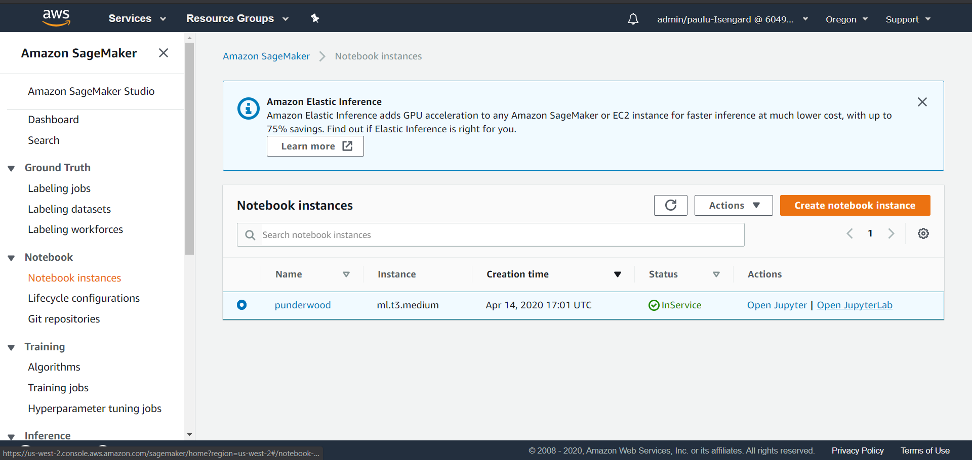 aws
Services
Resource Groups
admin/paulu-Isengard @ 6049...
Oregon
Support
Amazon SageMaker
Amazon SageMaker Studio
Dashboard
Search
Ground Truth
Labeling jobs
Labeling datasets
Labeling workforces
Notebook
Notebook instances
Lifecycle configurations
Git repositories
Training
Algorithms
Training jobs
Hyperparameter tuning jobs
Inference
Amazon SageMaker
Notebook instances
Amazon Elastic Inference
Amazon Elastic Inference adds GPU acceleration to any Amazon SageMaker or EC2 instance for faster inference at much lower cost, with up to
75% savings. Find out if Elastic Inference is right for you.
Learn more
Notebook instances
Actions
Create notebook instance
Search notebook instances
1
Name Instance Creation time Status Actions
punderwood ml.t3.medium Apr 14, 2020 17:01 UTC InService Open Jupyter | Open JupyterLab
https://us-west-2.console.aws.amazon.com/sagemaker/home?region=us-west-2#/notebook-...
© 2008 - 2020, Amazon Web Services, Inc. or its affiliates. All rights reserved. Privacy Policy Terms of Use